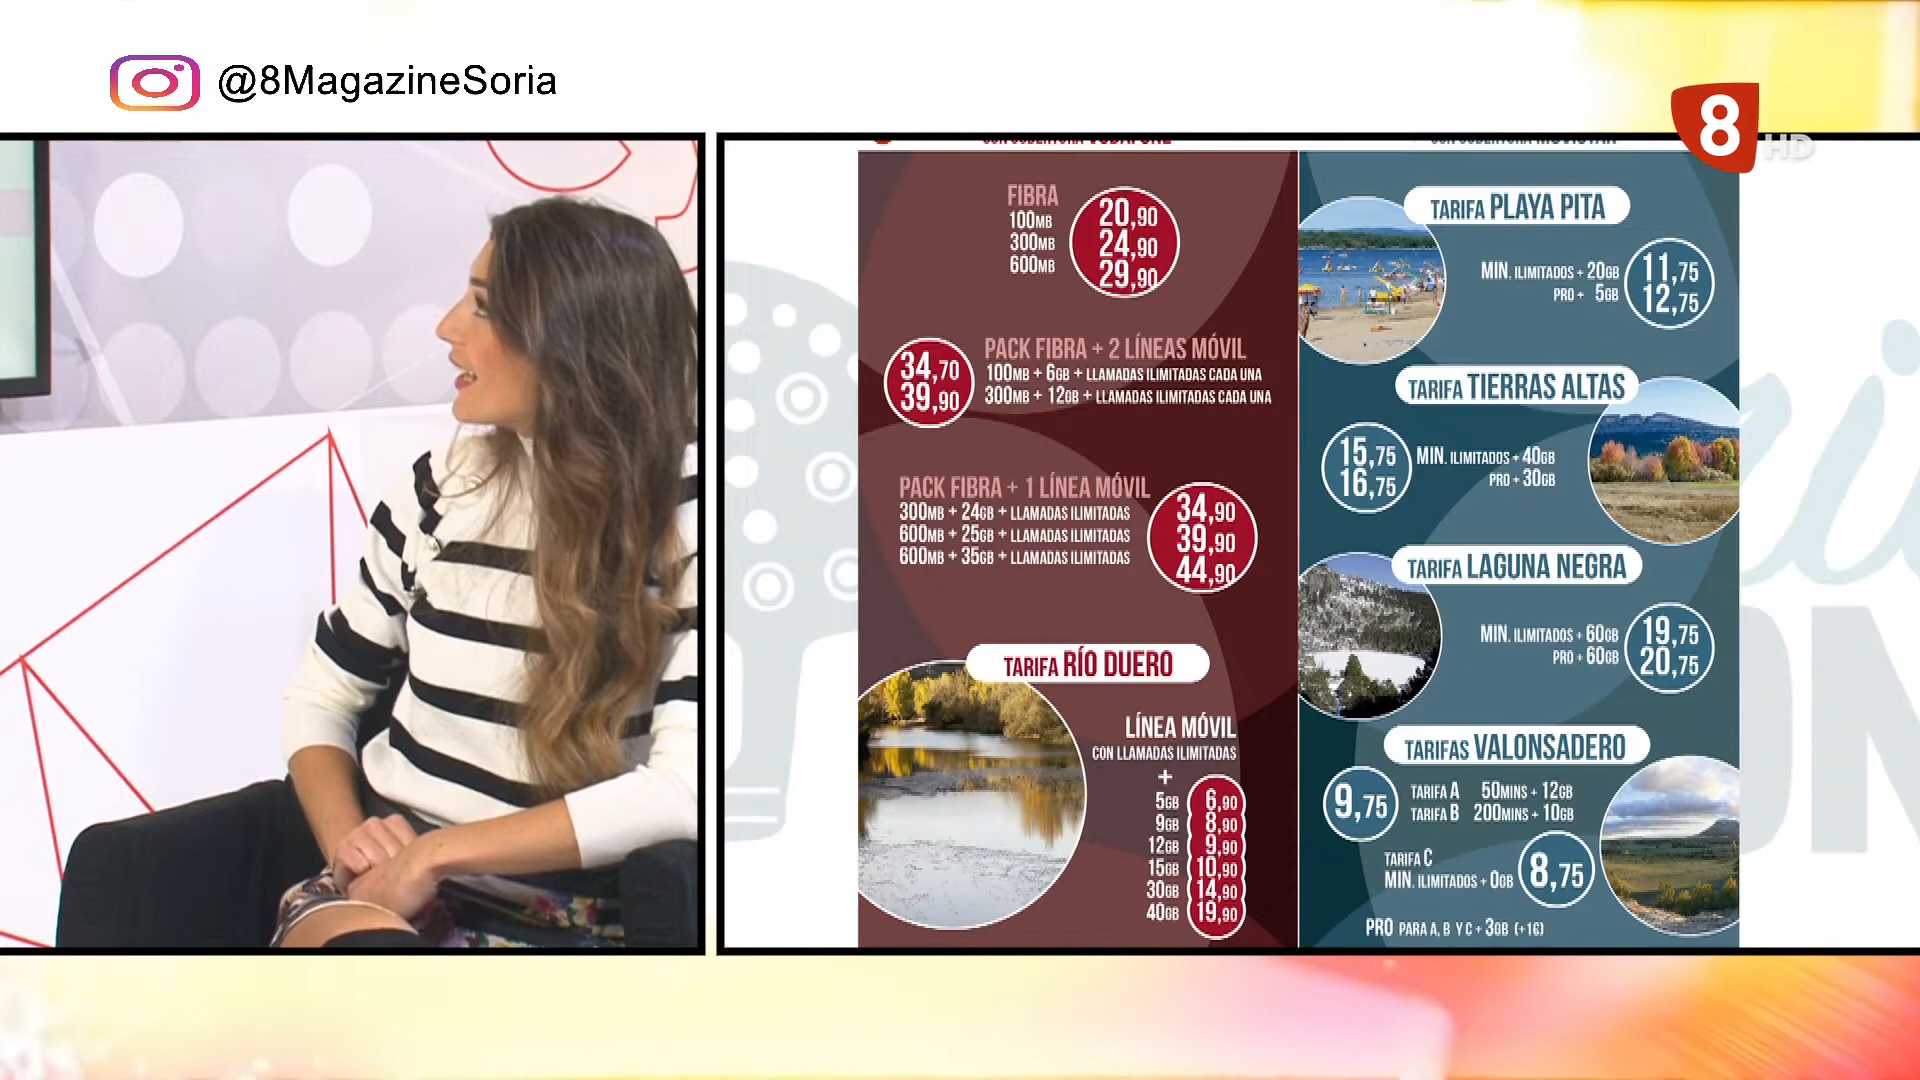 @8MagazineSoria
8
HD
CON COBERTURA VODAFONE
CON COBERTURA MOVISTAR
FIBRA
100MB 20,90
300MB 24,90
600MB 29,90
PACK FIBRA + 2 LÍNEAS MÓVIL
34,70 100MB + 6GB + LLAMADAS ILIMITADAS CADA UNA
39,90 300MB + 12GB + LLAMADAS ILIMITADAS CADA UNA
PACK FIBRA + 1 LÍNEA MÓVIL
300MB + 24GB + LLAMADAS ILIMITADAS 34,90
600MB + 25GB + LLAMADAS ILIMITADAS 39,90
600MB + 35GB + LLAMADAS ILIMITADAS 44,90
TARIFA RÍO DUERO
LÍNEA MÓVIL
CON LLAMADAS ILIMITADAS
+
5GB 6,90
9GB 8,90
12GB 9,90
15GB 10,90
30GB 14,90
40GB 19,90
TARIFA PLAYA PITA
MIN. ILIMITADOS + 20GB 11,75
PRO + 5GB 12,75
TARIFA TIERRAS ALTAS
15,75 MIN. ILIMITADOS + 40GB
16,75 PRO + 30GB
TARIFA LAGUNA NEGRA
MIN. ILIMITADOS + 60GB 19,75
PRO + 60GB 20,75
TARIFAS VALONSADERO
9,75
TARIFA A 50MINS + 12GB
TARIFA B 200MINS + 10GB
TARIFA C
MIN. ILIMITADOS + 0GB 8,75
PRO PARA A, B Y C + 3GB (+1€)